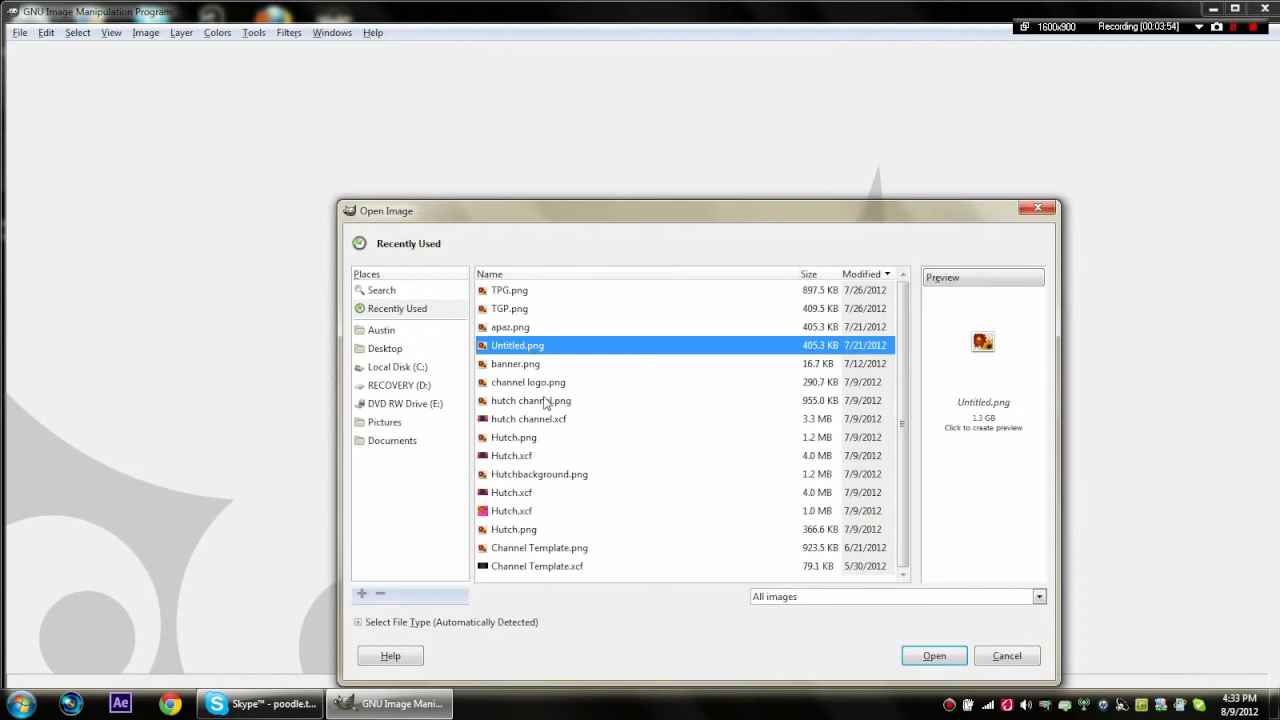 GNU Image Manipulation Program
File Edit Select View Image Layer Colors Tools Filters Windows Help
1600x900 Recording [00:03:54]
Open Image
Recently Used
Places
Search
Recently Used
Austin
Desktop
Local Disk (C:)
RECOVERY (D:)
DVD RW Drive (E:)
Pictures
Documents
Name Size Modified
TPG.png 897.5 KB 7/26/2012
TGP.png 409.5 KB 7/26/2012
apaz.png 405.3 KB 7/21/2012
Untitled.png 405.3 KB 7/21/2012
banner.png 16.7 KB 7/12/2012
channel logo.png 290.7 KB 7/9/2012
hutch channel.png 955.0 KB 7/9/2012
hutch channel.xcf 3.3 MB 7/9/2012
Hutch.png 1.2 MB 7/9/2012
Hutch.xcf 4.0 MB 7/9/2012
Hutchbackground.png 1.2 MB 7/9/2012
Hutch.xcf 4.0 MB 7/9/2012
Hutch.xcf 1.0 MB 7/9/2012
Hutch.png 366.6 KB 7/9/2012
Channel Template.png 923.5 KB 6/21/2012
Channel Template.xcf 79.1 KB 5/30/2012
Preview
Untitled.png
1.3 GB
Click to create preview
All images
Select File Type (Automatically Detected)
Help Open Cancel
Ae Skype™ - poodle.t... GNU Image Mani...
4:33 PM
8/9/2012